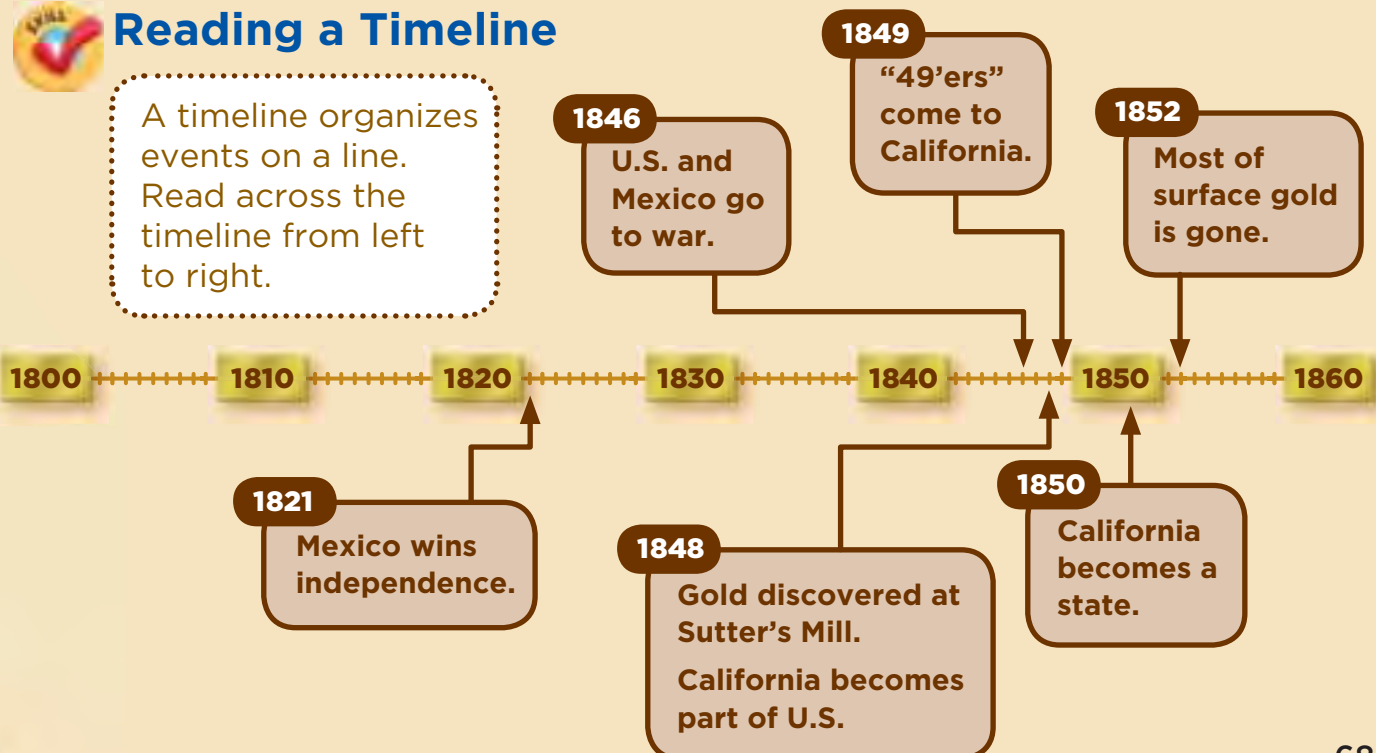 SKILL
Reading a Timeline
A timeline organizes
events on a line.
Read across the
timeline from left
to right.
1846
U.S. and
Mexico go
to war.
1849
“49’ers”
come to
California.
1852
Most of
surface gold
is gone.
1800 1810 1820 1830 1840 1850 1860
1821
Mexico wins
independence.
1848
Gold discovered at
Sutter’s Mill.
California becomes
part of U.S.
1850
California
becomes a
state.